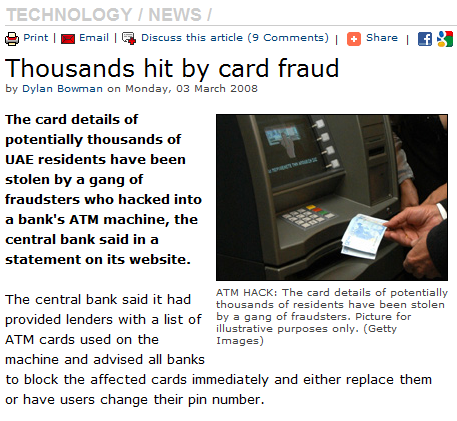 TECHNOLOGY / NEWS /
Print | Email | Discuss this article (9 Comments) | Share |
Thousands hit by card fraud
by Dylan Bowman on Monday, 03 March 2008
The card details of
potentially thousands of
UAE residents have been
stolen by a gang of
fraudsters who hacked into
a bank's ATM machine, the
central bank said in a
statement on its website.
ATM HACK: The card details of potentially
thousands of residents have been stolen
by a gang of fraudsters. Picture for
illustrative purposes only. (Getty
Images)
The central bank said it had
provided lenders with a list of
ATM cards used on the
machine and advised all banks
to block the affected cards immediately and either replace them
or have users change their pin number.